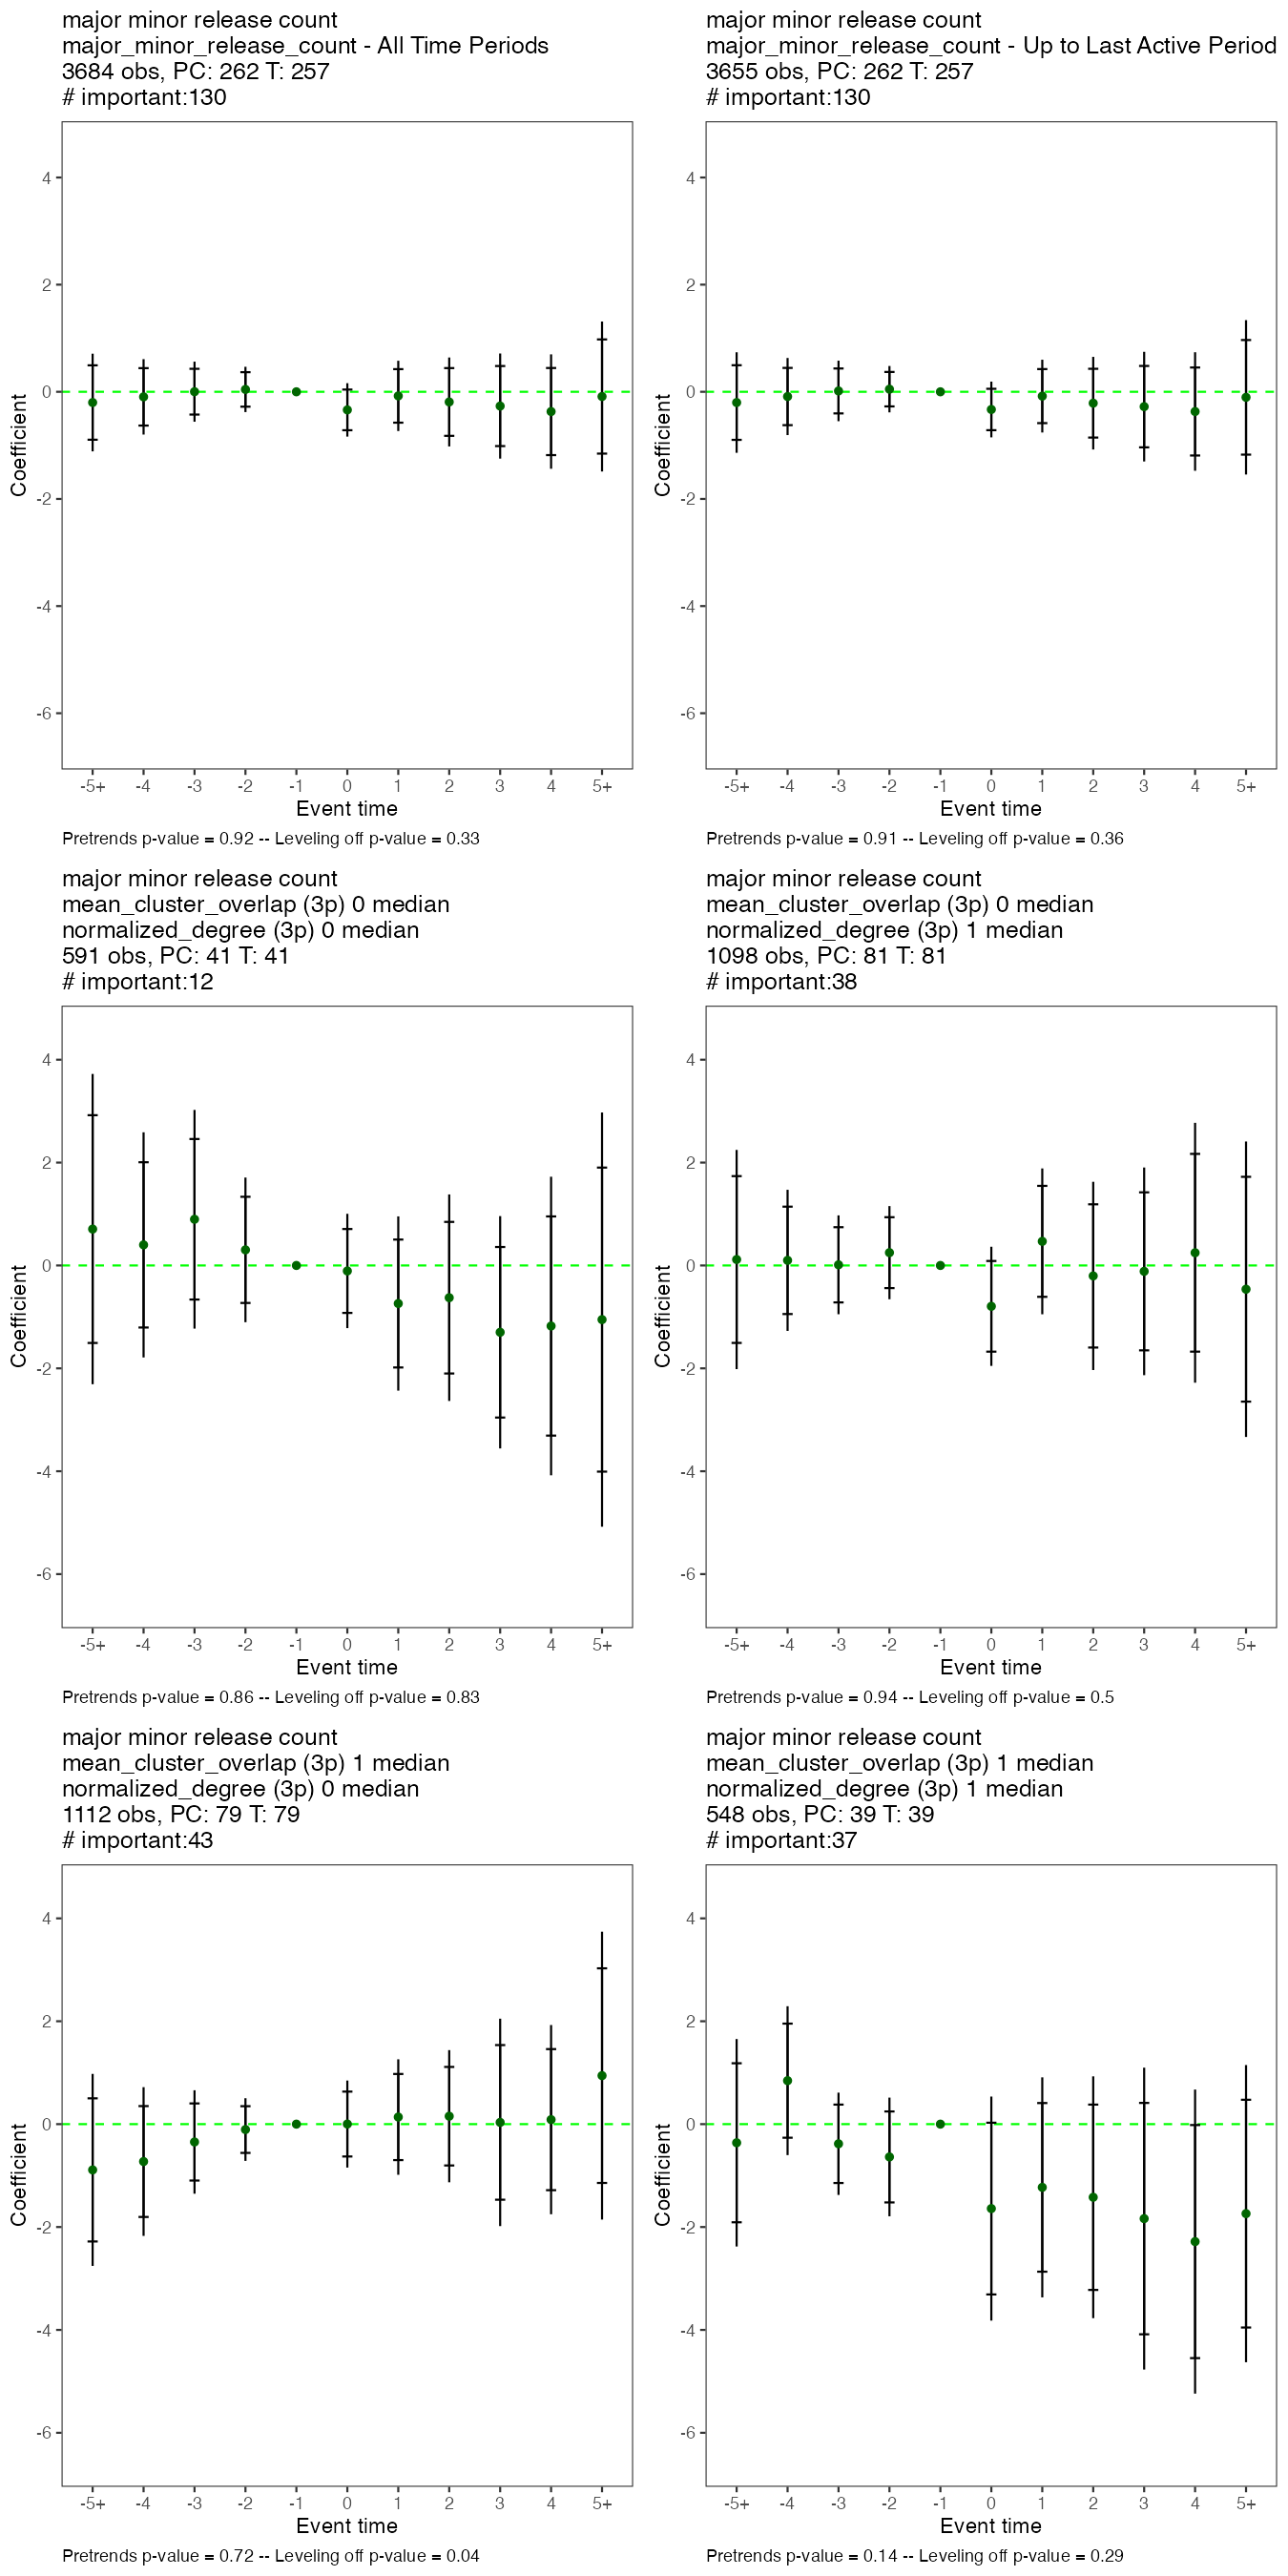 major minor release count
major_minor_release_count - All Time Periods
3684 obs, PC: 262 T: 257
# important:130
4
2
0
-2
-4
-6
Coefficient
-5+ -4 -3 -2 -1 0 1 2 3 4 5+
Event time
Pretrends p-value = 0.92 -- Leveling off p-value = 0.33
major minor release count
major_minor_release_count - Up to Last Active Period
3655 obs, PC: 262 T: 257
# important:130
4
2
0
-2
-4
-6
Coefficient
-5+ -4 -3 -2 -1 0 1 2 3 4 5+
Event time
Pretrends p-value = 0.91 -- Leveling off p-value = 0.36
major minor release count
mean_cluster_overlap (3p) 0 median
normalized_degree (3p) 0 median
591 obs, PC: 41 T: 41
# important:12
4
2
0
-2
-4
-6
Coefficient
-5+ -4 -3 -2 -1 0 1 2 3 4 5+
Event time
Pretrends p-value = 0.86 -- Leveling off p-value = 0.83
major minor release count
mean_cluster_overlap (3p) 0 median
normalized_degree (3p) 1 median
1098 obs, PC: 81 T: 81
# important:38
4
2
0
-2
-4
-6
Coefficient
-5+ -4 -3 -2 -1 0 1 2 3 4 5+
Event time
Pretrends p-value = 0.94 -- Leveling off p-value = 0.5
major minor release count
mean_cluster_overlap (3p) 1 median
normalized_degree (3p) 0 median
1112 obs, PC: 79 T: 79
# important:43
4
2
0
-2
-4
-6
Coefficient
-5+ -4 -3 -2 -1 0 1 2 3 4 5+
Event time
Pretrends p-value = 0.72 -- Leveling off p-value = 0.04
major minor release count
mean_cluster_overlap (3p) 1 median
normalized_degree (3p) 1 median
548 obs, PC: 39 T: 39
# important:37
4
2
0
-2
-4
-6
Coefficient
-5+ -4 -3 -2 -1 0 1 2 3 4 5+
Event time
Pretrends p-value = 0.14 -- Leveling off p-value = 0.29